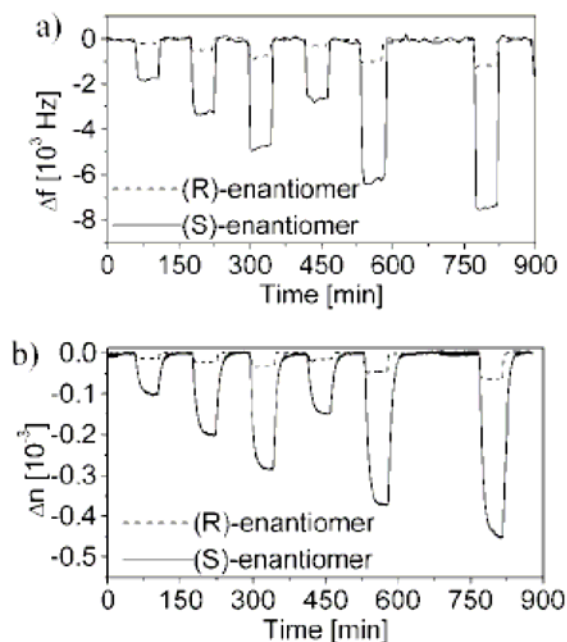 a)
0
-2
-4
-6
-8
Δf [10³ Hz]
(R)-enantiomer
(S)-enantiomer
0 150 300 450 600 750 900
Time [min]
b)
0.0
-0.1
-0.2
-0.3
-0.4
-0.5
Δn [10⁻³]
(R)-enantiomer
(S)-enantiomer
0 150 300 450 600 750 900
Time [min]